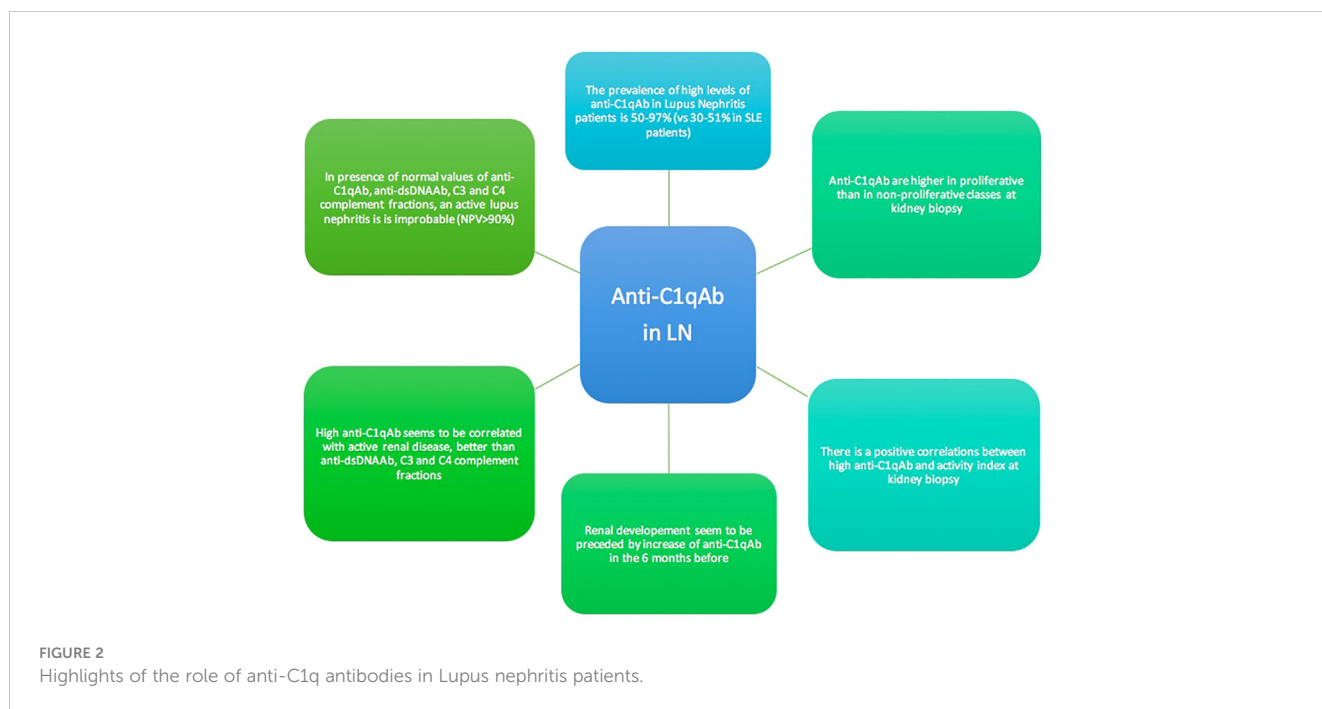 The prevalence of high levels of
anti-C1qAb in Lupus Nephritis
patients is 50-97% (vs 30-51% in SLE
patients)
In presence of normal values of anti-
C1qAb, anti-dsDNAAb, C3 and C4
complement fractions, an active lupus
nephritis is is improbable (NPV>90%)
Anti-C1qAb are higher in proliferative
than in non-proliferative classes at
kidney biopsy
Anti-C1qAb
in LN
High anti-C1qAb seems to be correlated
with active renal disease, better than
anti-dsDNAAb, C3 and C4 complement
fractions
There is a positive correlations between
high anti-C1qAb and activity index at
kidney biopsy
Renal developement seem to be
preceded by increase of anti-C1qAb
in the 6 months before
FIGURE 2
Highlights of the role of anti-C1q antibodies in Lupus nephritis patients.